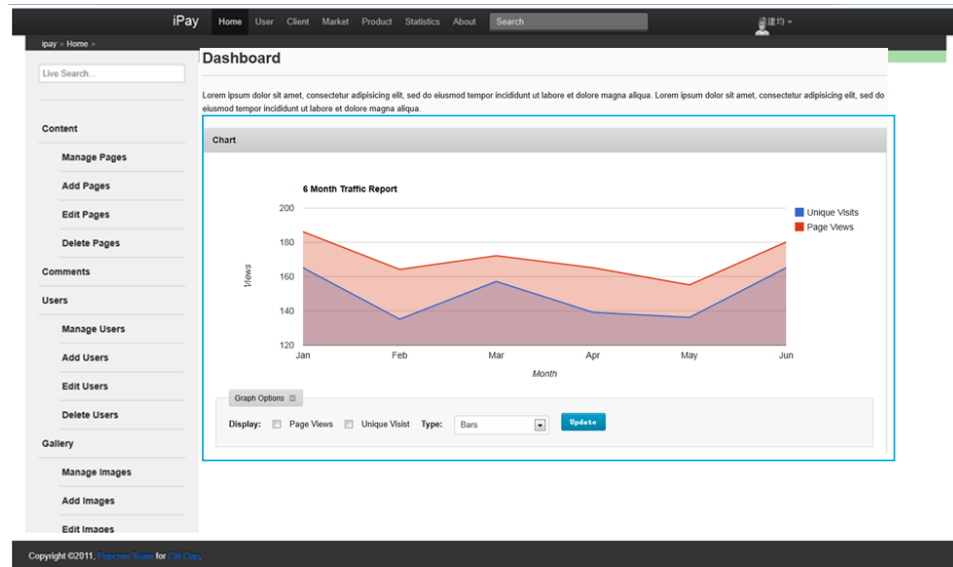 iPay Home User Client Market Product Statistics About Search
ipay > Home >
Live Search...
Content
Manage Pages
Add Pages
Edit Pages
Delete Pages
Comments
Users
Manage Users
Add Users
Edit Users
Delete Users
Gallery
Manage Images
Add Images
Edit Images
Dashboard
Lorem ipsum dolor sit amet, consectetur adipisicing elit, sed do eiusmod tempor incididunt ut labore et dolore magna aliqua. Lorem ipsum dolor sit amet, consectetur adipisicing elit, sed do
eiusmod tempor incididunt ut labore et dolore magna aliqua.
Chart
6 Month Traffic Report
200
180
160
140
120
Views
Jan Feb Mar Apr May Jun
Month
Unique Visits
Page Views
Graph Options
Display: Page Views Unique Visist Type: Bars Update
Copyright ©2011, Popcorn Team for Citi Cup.